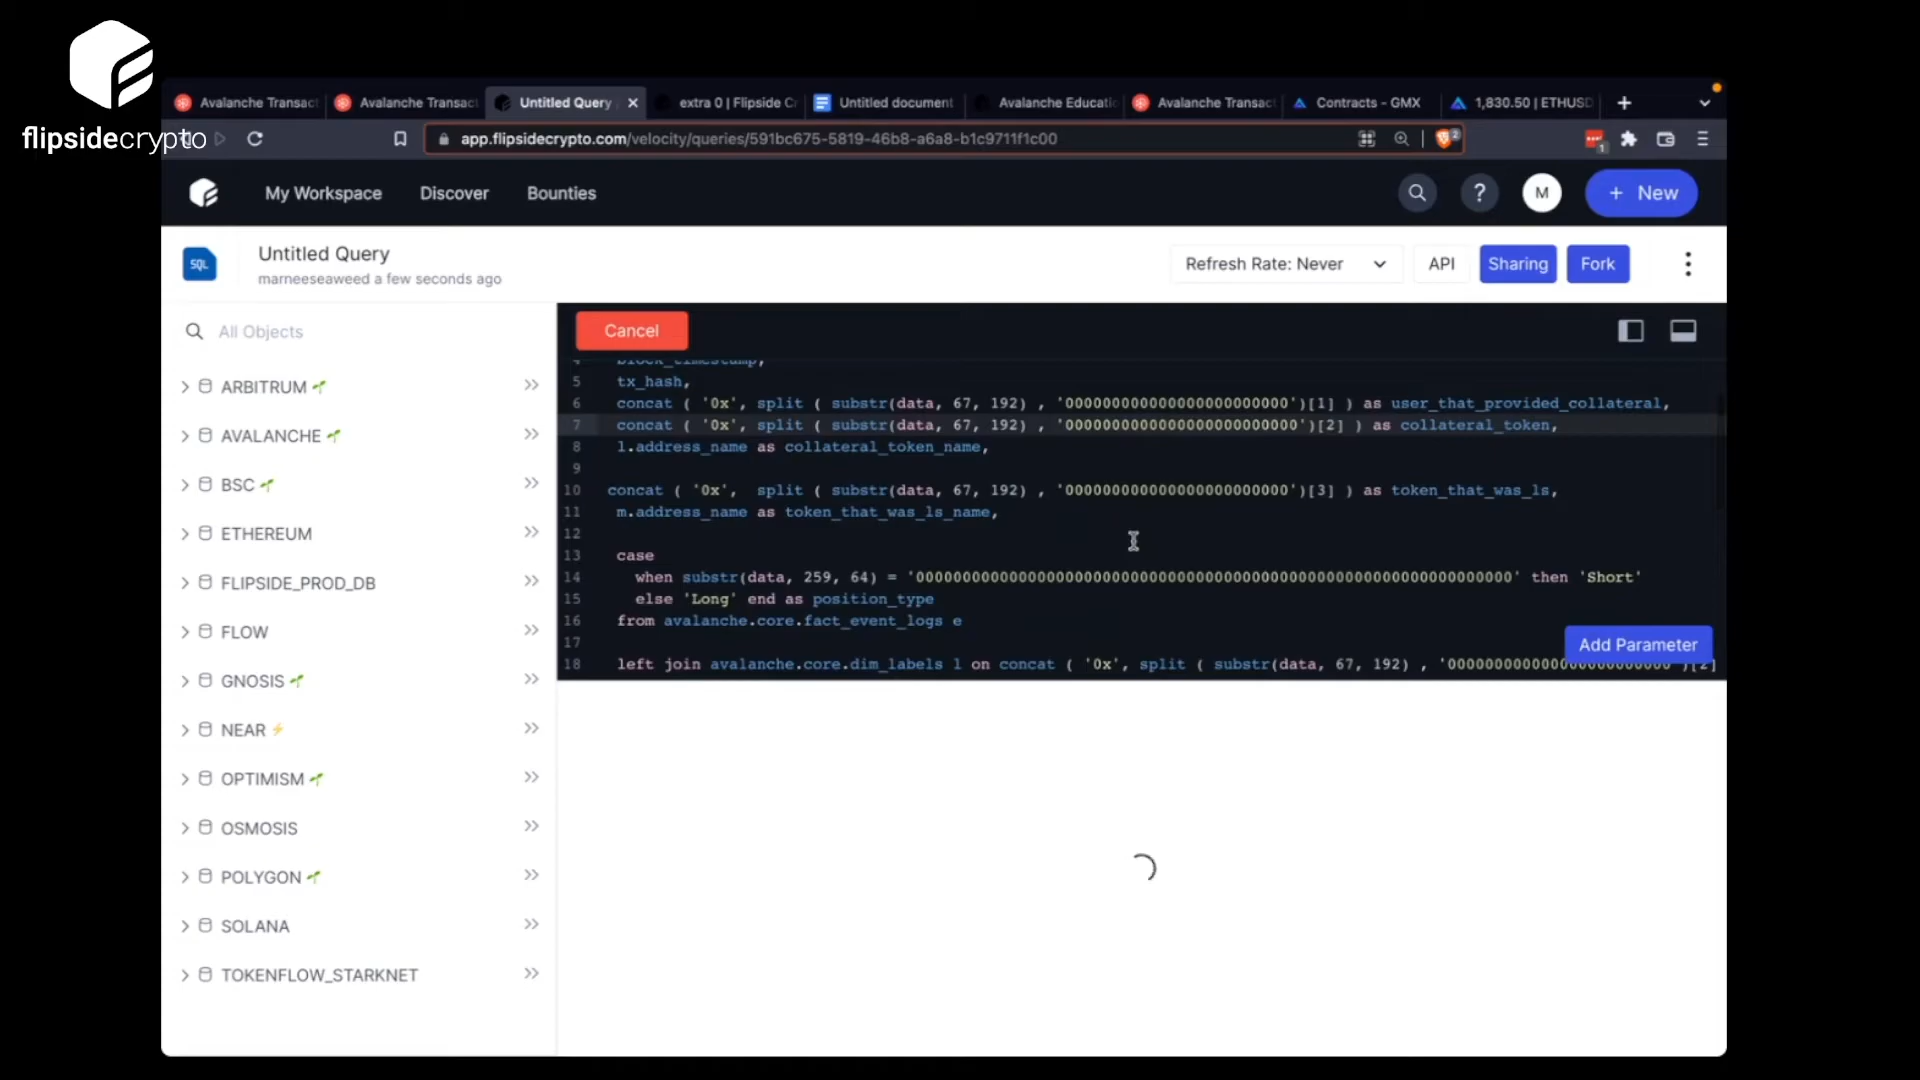 flipsidecrypto
Avalanche Transact
Avalanche Transact
Untitled Query
extra 0 | Flipside Cr
Untitled document
Avalanche Educatio
Avalanche Transact
Contracts - GMX
1,830.50 | ETHUSD
app.flipsidecrypto.com/velocity/queries/591bc675-5819-46b8-a6a8-b1c9711f1c00
2
1
My Workspace
Discover
Bounties
?
M
+ New
SQL
Untitled Query
marneeseaweed a few seconds ago
Refresh Rate: Never
API
Sharing
Fork
All Objects
ARBITRUM
AVALANCHE
BSC
ETHEREUM
FLIPSIDE_PROD_DB
FLOW
GNOSIS
NEAR
OPTIMISM
OSMOSIS
POLYGON
SOLANA
TOKENFLOW_STARKNET
Cancel
4 block_timestamp,
5 tx_hash,
6 concat ( '0x', split ( substr(data, 67, 192) , '000000000000000000000000')[1] ) as user_that_provided_collateral,
7 concat ( '0x', split ( substr(data, 67, 192) , '0000000000000000000000000')[2] ) as collateral_token,
8 l.address_name as collateral_token_name,
9
10 concat ( '0x', split ( substr(data, 67, 192) , '000000000000000000000000')[3] ) as token_that_was_ls,
11 m.address_name as token_that_was_ls_name,
12
13 case
14 when substr(data, 259, 64) = '0000000000000000000000000000000000000000000000000000000000000000' then 'Short'
15 else 'Long' end as position_type
16 from avalanche.core.fact_event_logs e
17
18 left join avalanche.core.dim_labels l on concat ( '0x', split ( substr(data, 67, 192) , '000000000000000000000000')[2]
Add Parameter